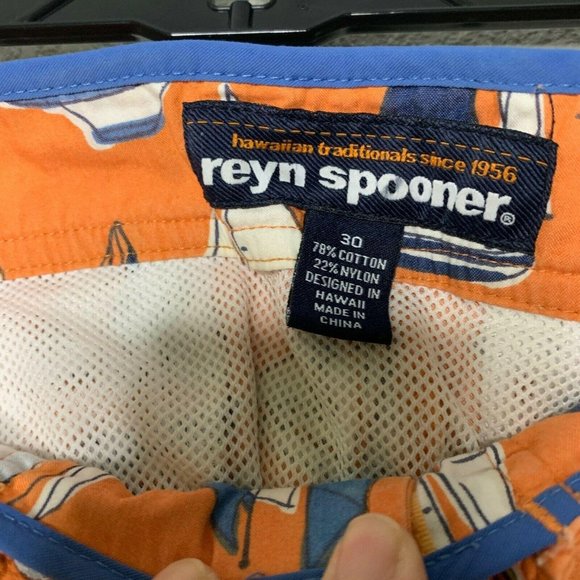 hawaiian traditionals since 1956
reyn spooner®
30
78% COTTON
22% NYLON
DESIGNED IN
HAWAII
MADE IN
CHINA